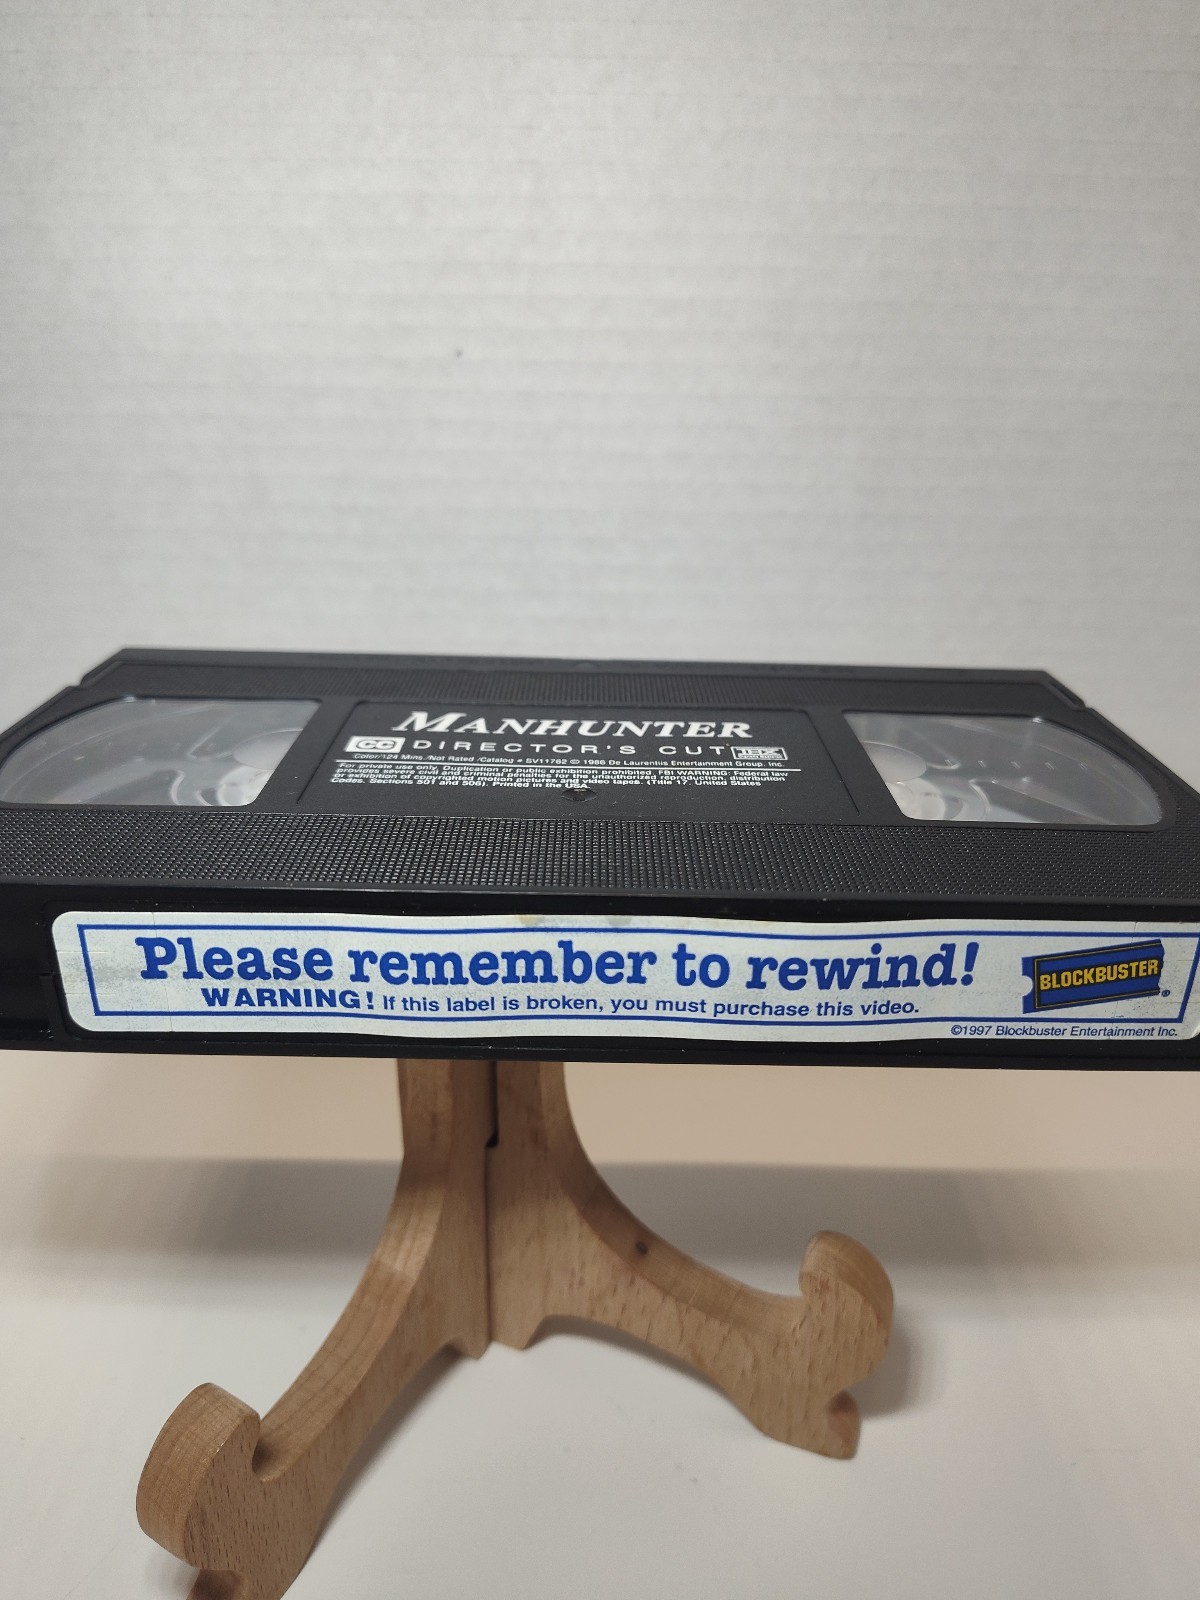 MANHUNTER
CC DIRECTOR'S CUT THX
Color/124 Mins./Not Rated /Catalog • SV11762 © 1986 De Laurentiis Entertainment Group, Inc.
For private use only. Duplication or public exhibition prohibited. FBI WARNING: Federal law
provides severe civil and criminal penalties for the unauthorized reproduction, distribution
or exhibition of copyrighted motion pictures and video tapes. (Title 17, United States
Codes, Sections 501 and 506). Printed in the USA
Please remember to rewind!
WARNING! If this label is broken, you must purchase this video.
BLOCKBUSTER®
©1997 Blockbuster Entertainment Inc.